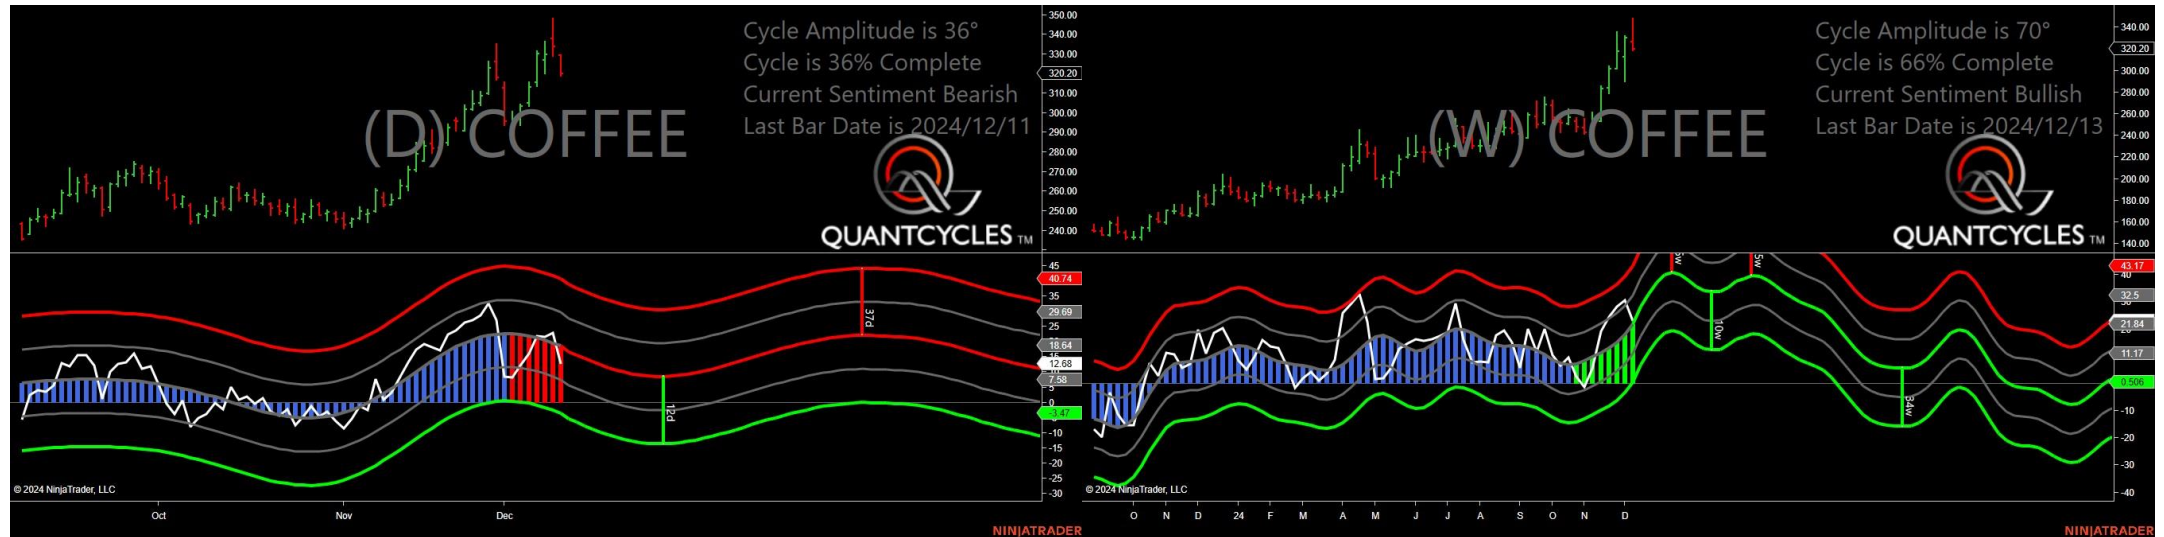 Cycle Amplitude is 36°
Cycle is 36% Complete
Current Sentiment Bearish
Last Bar Date is 2024/12/11
(D) COFFEE
QUANTCYCLES TM
350.00
340.00
330.00
320.20
310.00
300.00
290.00
280.00
270.00
260.00
250.00
240.00
45
40.74
35
29.69
25
18.64
12.68
7.58
5
0
-3.47
-10
-15
-20
-25
-30
37d
12d
© 2024 NinjaTrader, LLC
Oct Nov Dec
NINJATRADER
Cycle Amplitude is 70°
Cycle is 66% Complete
Current Sentiment Bullish
Last Bar Date is 2024/12/13
(W) COFFEE
QUANTCYCLES TM
340.00
320.20
300.00
280.00
260.00
240.00
220.00
200.00
180.00
160.00
140.00
43.17
40
32.5
21.84
11.17
0.506
-10
-20
-30
-40
5w
10w
34w
© 2024 NinjaTrader, LLC
O N D 24 F M A M J J A S O N D
NINJATRADER